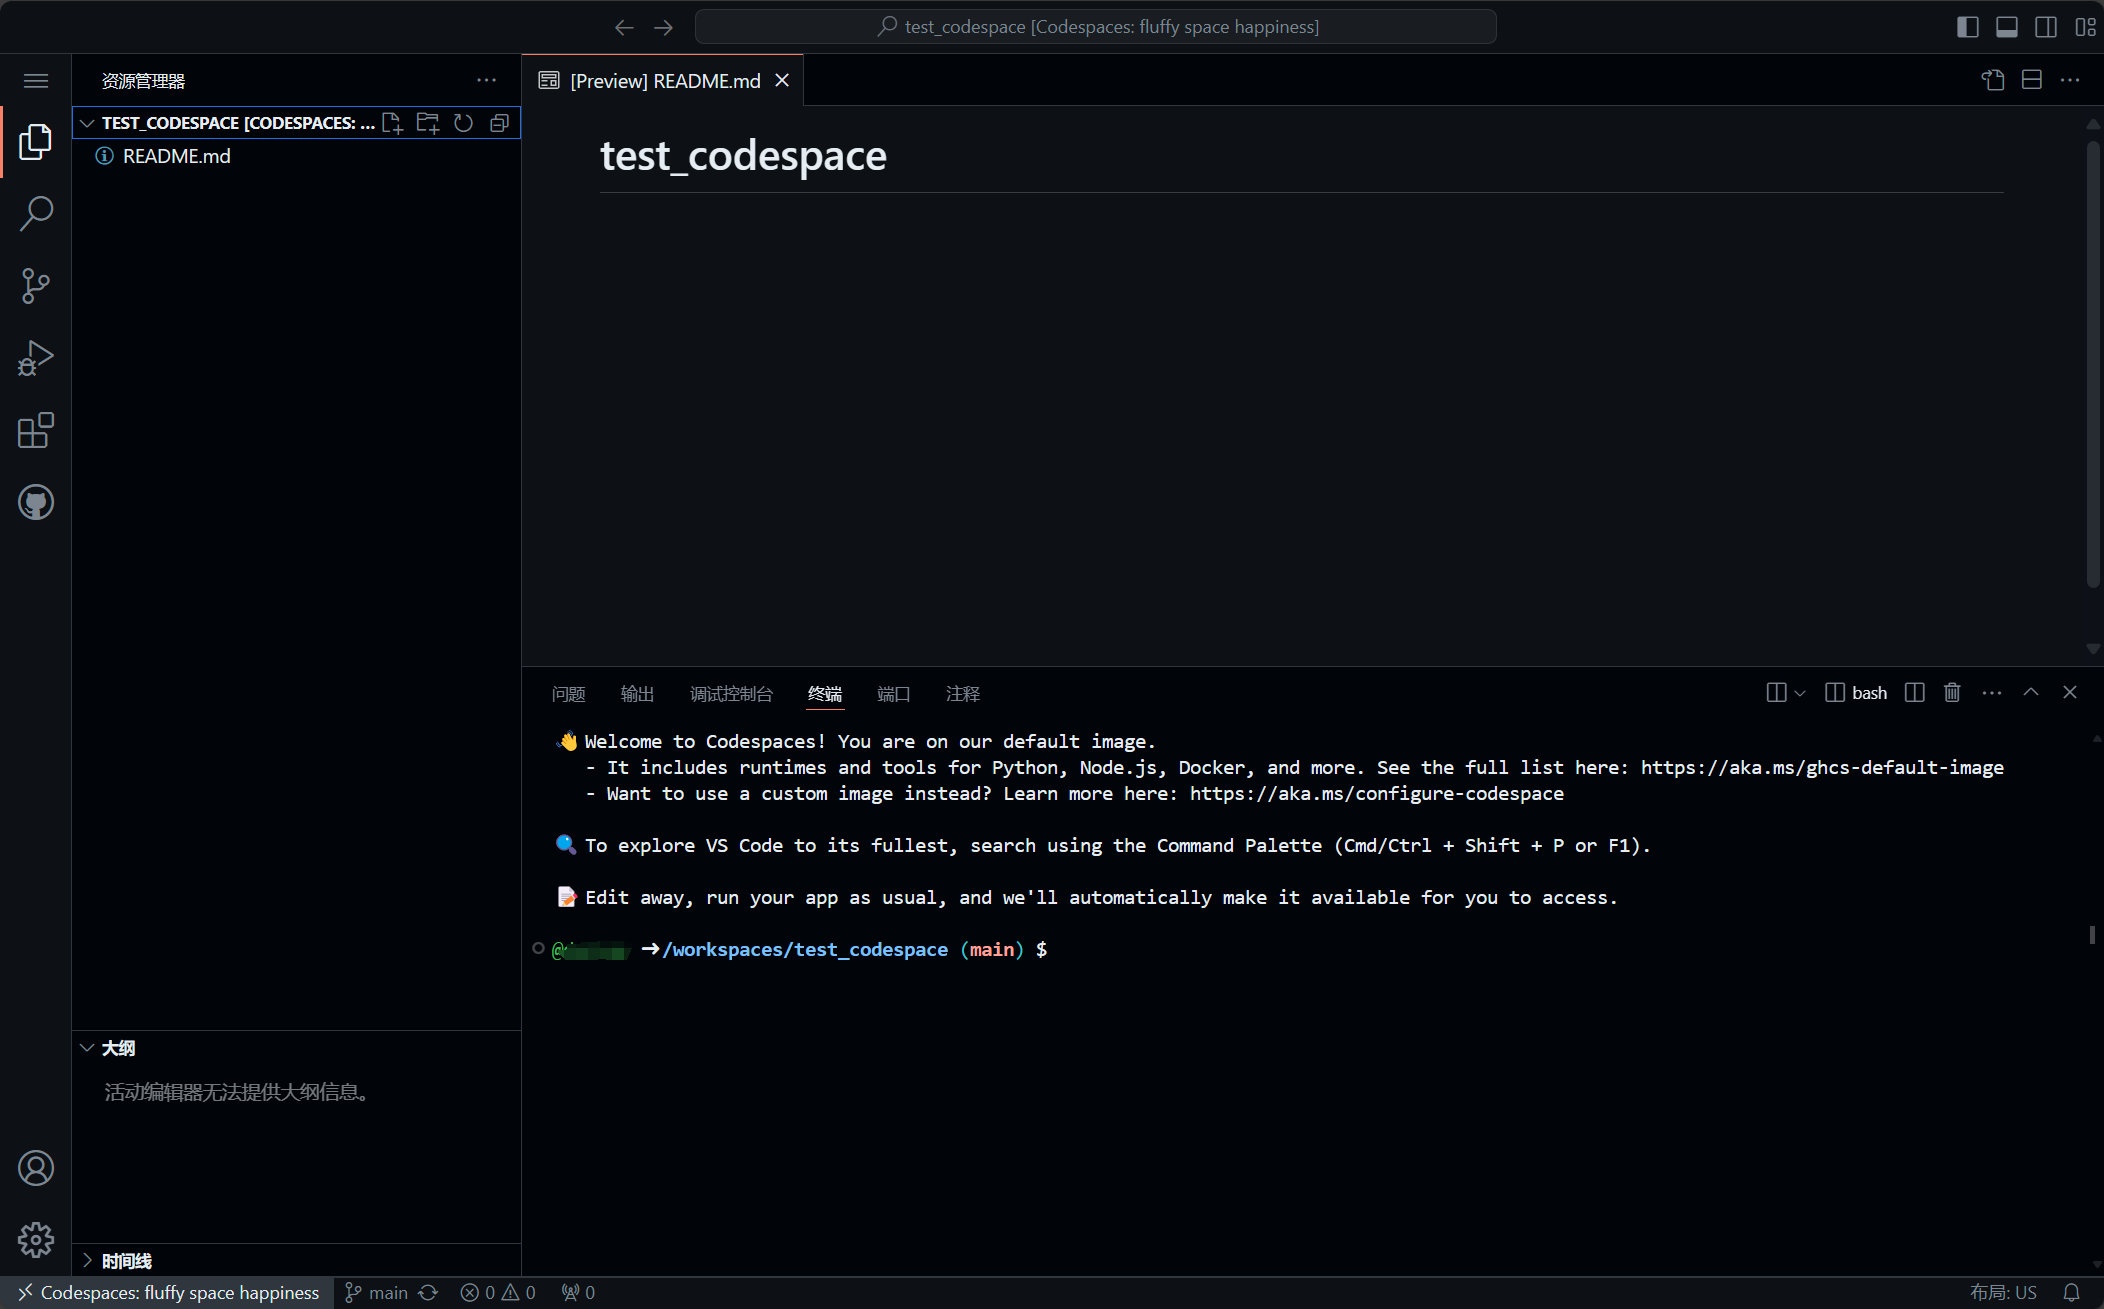 test_codespace [Codespaces: fluffy space happiness]
资源管理器
TEST_CODESPACE [CODESPACES: ...
README.md
[Preview] README.md
test_codespace
问题 输出 调试控制台 终端 端口 注释
bash
👋 Welcome to Codespaces! You are on our default image.
- It includes runtimes and tools for Python, Node.js, Docker, and more. See the full list here: https://aka.ms/ghcs-default-image
- Want to use a custom image instead? Learn more here: https://aka.ms/configure-codespace
🔍 To explore VS Code to its fullest, search using the Command Palette (Cmd/Ctrl + Shift + P or F1).
📝 Edit away, run your app as usual, and we'll automatically make it available for you to access.
@ ➜/workspaces/test_codespace (main) $
大纲
活动编辑器无法提供大纲信息。
时间线
Codespaces: fluffy space happiness main 0 0 0 布局: US